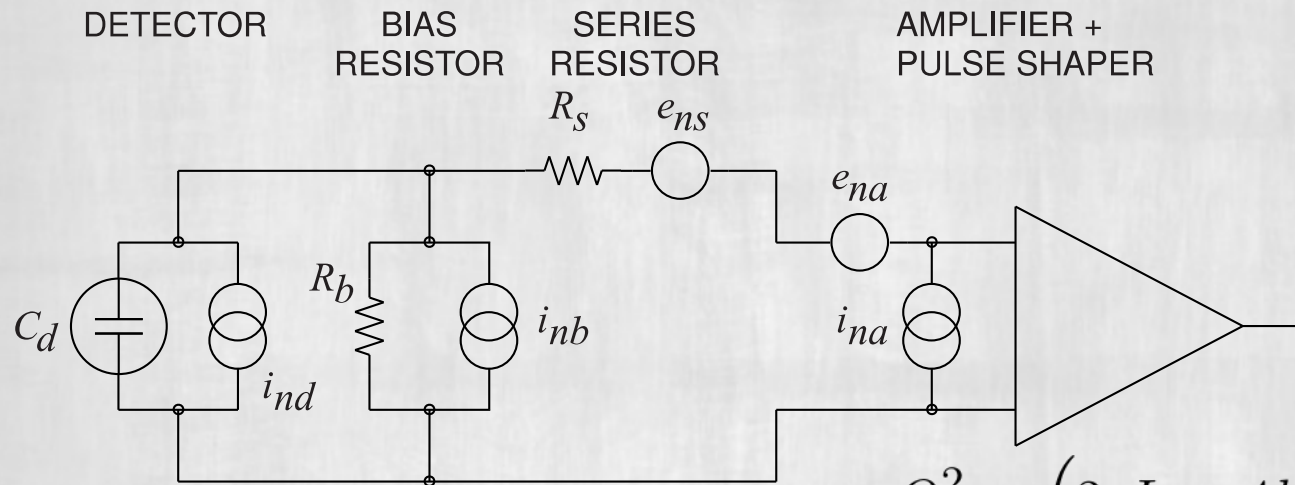 DETECTOR
BIAS RESISTOR
SERIES RESISTOR
AMPLIFIER +
PULSE SHAPER
R_s
e_ns
e_na
R_b
C_d
i_nd
i_nb
i_na